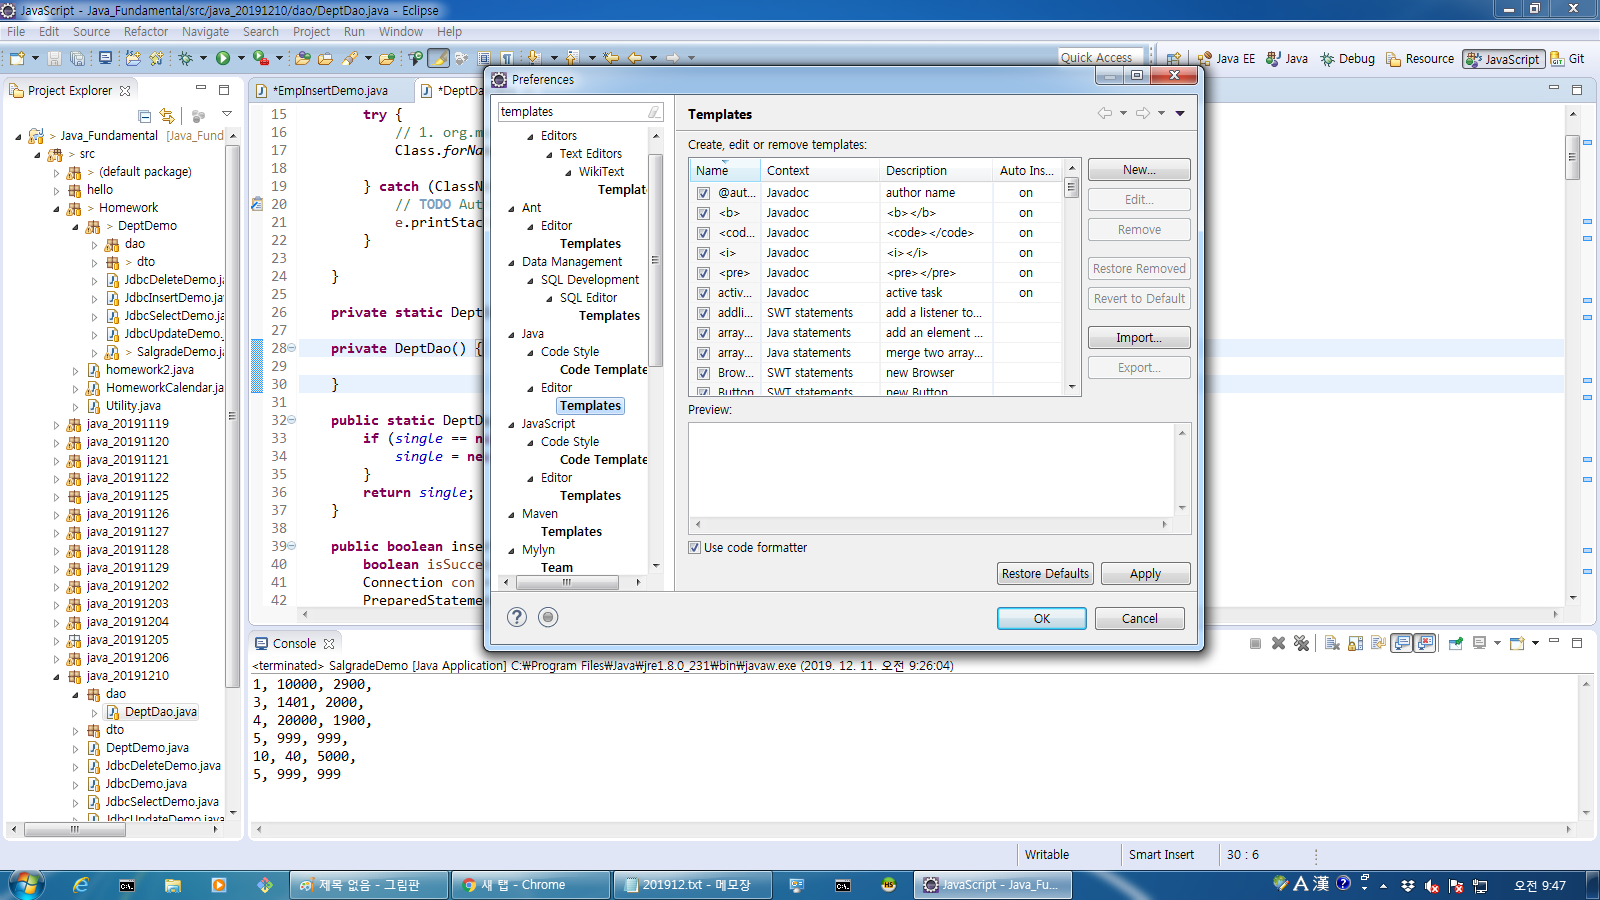 JavaScript - Java_Fundamental/src/java_20191210/dao/DeptDao.java - Eclipse
File Edit Source Refactor Navigate Search Project Run Window Help
Quick Access
Java EE
Java
Debug
Resource
JavaScript
Git
Project Explorer
> Java_Fundamental [Java_Fund
> src
> (default package)
hello
> Homework
> DeptDemo
dao
> dto
JdbcDeleteDemo.ja
JdbcInsertDemo.ja
JdbcSelectDemo.ja
JdbcUpdateDemo.ja
> SalgradeDemo.ja
homework2.java
HomeworkCalendar.ja
Utility.java
java_20191119
java_20191120
java_20191121
java_20191122
java_20191125
java_20191126
java_20191127
java_20191128
java_20191129
java_20191202
java_20191203
java_20191204
java_20191205
java_20191206
java_20191210
dao
DeptDao.java
dto
DeptDemo.java
JdbcDeleteDemo.java
JdbcDemo.java
JdbcSelectDemo.java
JdbcUpdateDemo.java
*EmpInsertDemo.java
*DeptDa
15 try {
16 // 1. org.m
17 Class.forNa
18
19 } catch (ClassN
20 // TODO Aut
21 e.printStac
22 }
23
24 }
25
26 private static Dept
27
28 private DeptDao() {
29
30 }
31
32 public static DeptD
33 if (single == n
34 single = ne
35 }
36 return single;
37 }
38
39 public boolean inse
40 boolean isSucce
41 Connection con
42 PreparedStateme
Preferences
templates
Editors
Text Editors
WikiText
Templat
Ant
Editor
Templates
Data Management
SQL Development
SQL Editor
Templates
Java
Code Style
Code Template
Editor
Templates
JavaScript
Code Style
Code Template
Editor
Templates
Maven
Templates
Mylyn
Team
Templates
Create, edit or remove templates:
Name Context Description Auto Ins...
@aut... Javadoc author name on
<b> Javadoc <b></b> on
<cod... Javadoc <code></code> on
<i> Javadoc <i></i> on
<pre> Javadoc <pre></pre> on
activ... Javadoc active task on
addli... SWT statements add a listener to...
array... Java statements add an element ...
array... Java statements merge two array...
Brow... SWT statements new Browser
Button SWT statements new Button
New...
Edit...
Remove
Restore Removed
Revert to Default
Import...
Export...
Preview:
Use code formatter
Restore Defaults
Apply
OK
Cancel
Console
<terminated> SalgradeDemo [Java Application] C:₩Program Files₩Java₩jre1.8.0_231₩bin₩javaw.exe (2019. 12. 11. 오전 9:26:04)
1, 10000, 2900,
3, 1401, 2000,
4, 20000, 1900,
5, 999, 999,
10, 40, 5000,
5, 999, 999
Writable
Smart Insert
30 : 6
제목 없음 - 그림판
새 탭 - Chrome
201912.txt - 메모장
JavaScript - Java_Fu...
A 漢
오전 9:47